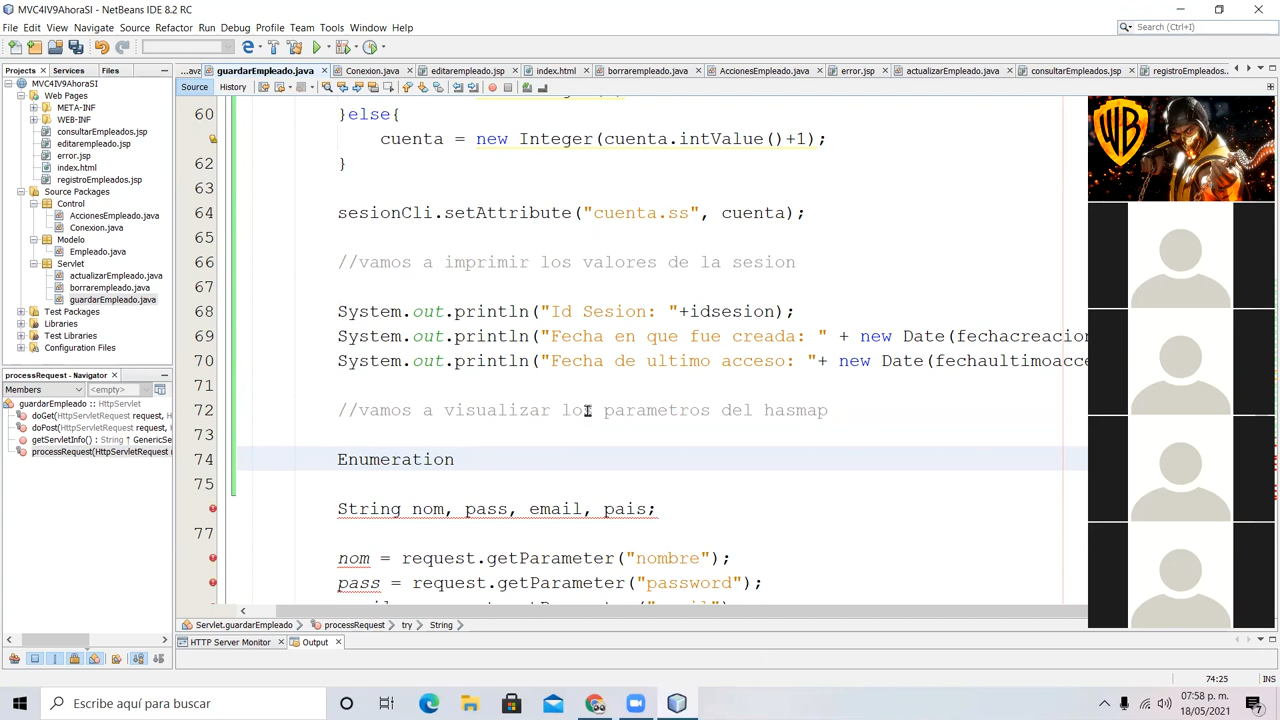 MVC4IV9AhoraSI - NetBeans IDE 8.2 RC
File Edit View Navigate Source Refactor Run Debug Profile Team Tools Window Help
Search (Ctrl+I)
Projects Services Files
...ava guardarEmpleado.java Conexion.java editarempleado.jsp index.html borrarempleado.java AccionesEmpleado.java error.jsp actualizarEmpleado.java consultarEmpleados.jsp registroEmpleados
Source History
MVC4IV9AhoraSI
Web Pages
META-INF
WEB-INF
consultarEmpleados.jsp
editarempleado.jsp
error.jsp
index.html
registroEmpleados.jsp
Source Packages
Control
AccionesEmpleado.java
Conexion.java
Modelo
Empleado.java
Servlet
actualizarEmpleado.java
borrarempleado.java
guardarEmpleado.java
Test Packages
Libraries
Test Libraries
Configuration Files
processRequest - Navigator
Members <empty>
guardarEmpleado :: HttpServlet
doGet(HttpServletRequest request,
doPost(HttpServletRequest request,
getServletInfo() : String ↑ GenericSe
processRequest(HttpServletRequest
60 }else{
cuenta = new Integer(cuenta.intValue()+1);
62 }
63
64 sesionCli.setAttribute("cuenta.ss", cuenta);
65
66 //vamos a imprimir los valores de la sesion
67
68 System.out.println("Id Sesion: "+idsesion);
69 System.out.println("Fecha en que fue creada: " + new Date(fechacreacion
70 System.out.println("Fecha de ultimo acceso: "+ new Date(fechaultimoacce
71
72 //vamos a visualizar los parametros del hasmap
73
74 Enumeration
75
String nom, pass, email, pais;
77
nom = request.getParameter("nombre");
pass = request.getParameter("password");
WB
Servlet.guardarEmpleado processRequest try String
HTTP Server Monitor Output
74:25 INS
Escribe aquí para buscar
07:58 p. m.
18/05/2021
7